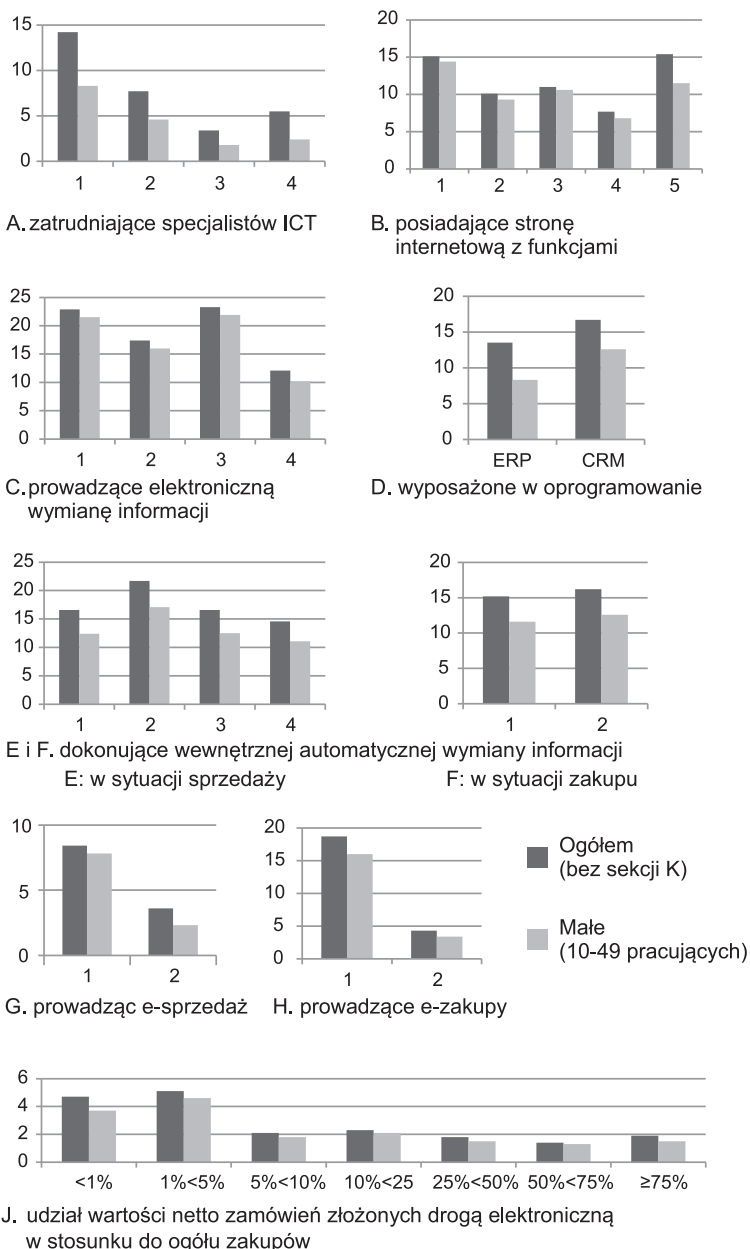 15
10
5
0
1 2 3 4
A. zatrudniające specjalistów ICT
20
15
10
5
0
1 2 3 4 5
B. posiadające stronę
internetową z funkcjami
25
20
15
10
5
0
1 2 3 4
C. prowadzące elektroniczną
wymianę informacji
20
15
10
5
0
ERP CRM
D. wyposażone w oprogramowanie
25
20
15
10
5
0
1 2 3 4
20
15
10
5
0
1 2
E i F. dokonujące wewnętrznej automatycznej wymiany informacji
E: w sytuacji sprzedaży
F: w sytuacji zakupu
10
5
0
1 2
G. prowadząc e-sprzedaż
20
15
10
5
0
1 2
H. prowadzące e-zakupy
Ogółem
(bez sekcji K)
Małe
(10-49 pracujących)
6
4
2
0
<1% 1%<5% 5%<10% 10%<25 25%<50% 50%<75% ≥75%
J. udział wartości netto zamówień złożonych drogą elektroniczną
w stosunku do ogółu zakupów